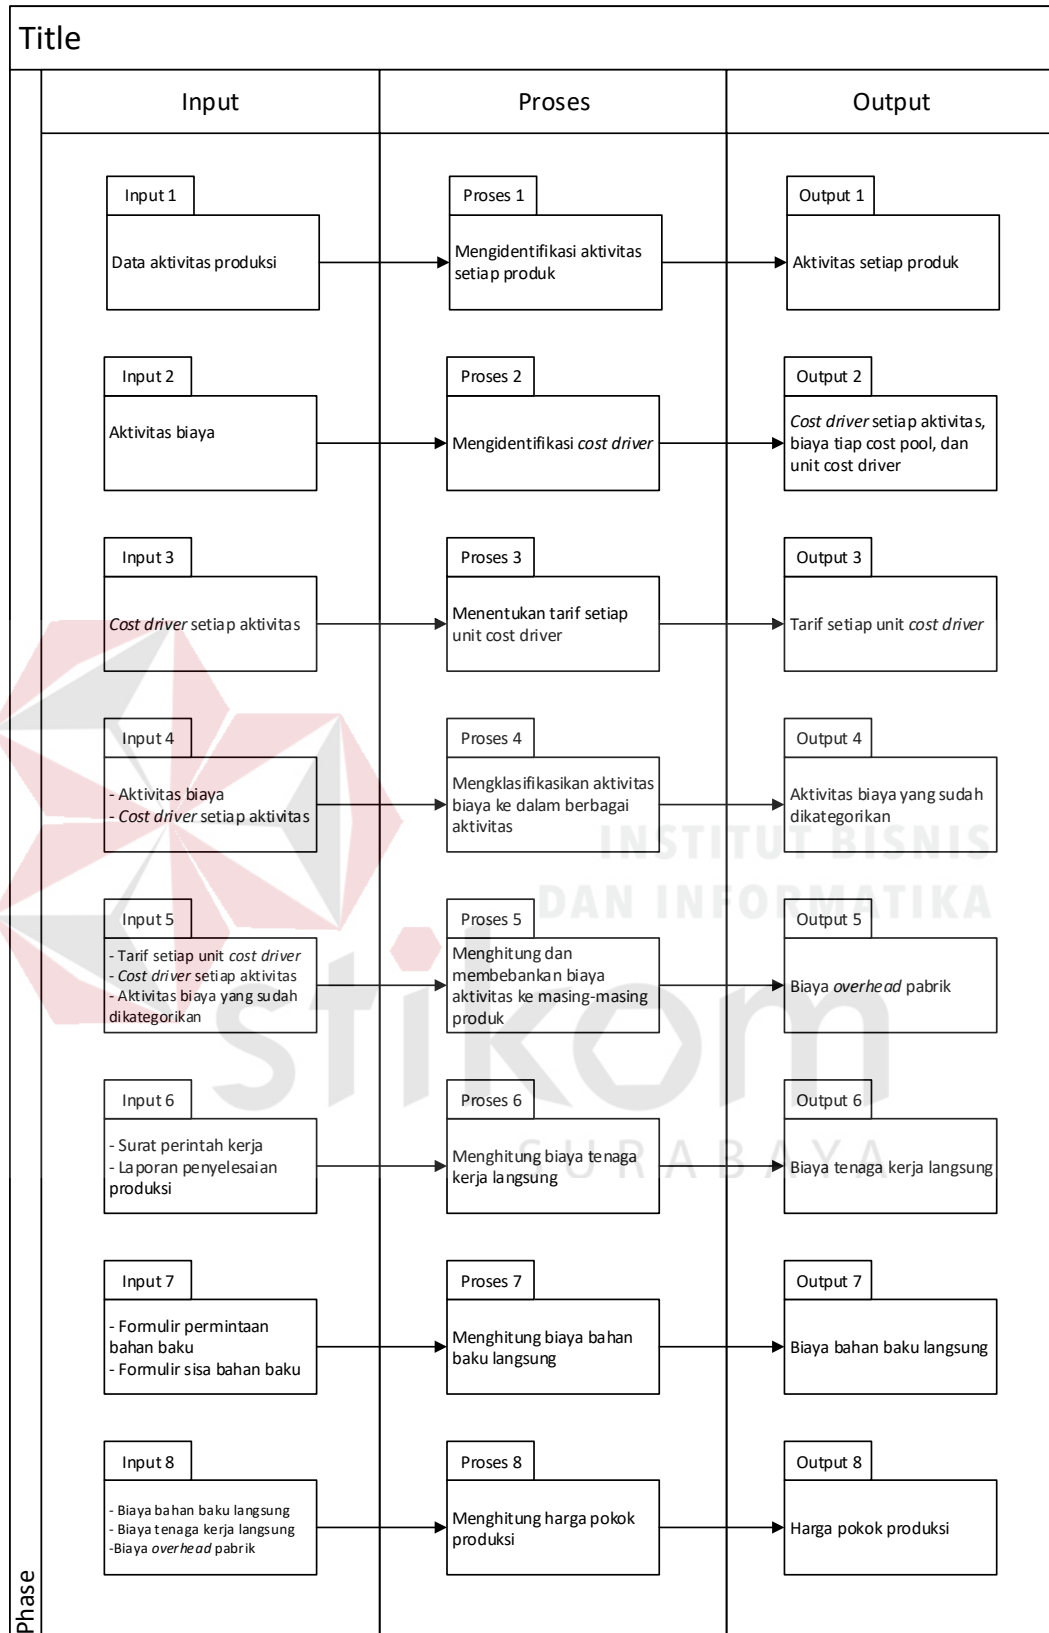 Title
Input
Proses
Output
Input 1
Proses 1
Output 1
Data aktivitas produksi
Mengidentifikasi aktivitas
setiap produk
Aktivitas setiap produk
Input 2
Proses 2
Output 2
Aktivitas biaya
Mengidentifikasi cost driver
Cost driver setiap aktivitas,
biaya tiap cost pool, dan
unit cost driver
Input 3
Proses 3
Output 3
Cost driver setiap aktivitas
Menentukan tarif setiap
unit cost driver
Tarif setiap unit cost driver
Input 4
Proses 4
Output 4
- Aktivitas biaya
- Cost driver setiap aktivitas
Mengklasifikasikan aktivitas
biaya ke dalam berbagai
aktivitas
Aktivitas biaya yang sudah
dikategorikan
INSTITUT BISNIS
DAN INFORMATIKA
Input 5
Proses 5
Output 5
- Tarif setiap unit cost driver
- Cost driver setiap aktivitas
- Aktivitas biaya yang sudah
dikategorikan
Menghitung dan
membebankan biaya
aktivitas ke masing-masing
produk
Biaya overhead pabrik
stikom
SURABAYA
Input 6
Proses 6
Output 6
- Surat perintah kerja
- Laporan penyelesaian
produksi
Menghitung biaya tenaga
kerja langsung
Biaya tenaga kerja langsung
Input 7
Proses 7
Output 7
- Formulir permintaan
bahan baku
- Formulir sisa bahan baku
Menghitung biaya bahan
baku langsung
Biaya bahan baku langsung
Input 8
Proses 8
Output 8
- Biaya bahan baku langsung
- Biaya tenaga kerja langsung
-Biaya overhead pabrik
Menghitung harga pokok
produksi
Harga pokok produksi
Phase